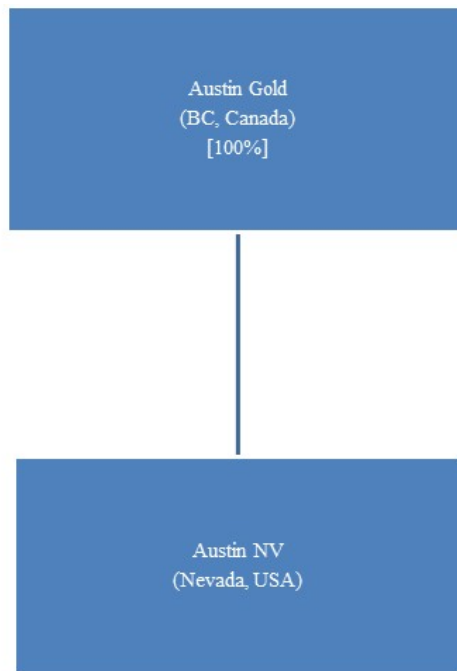 Austin Gold
(BC, Canada)
[100%]
Austin NV
(Nevada, USA)